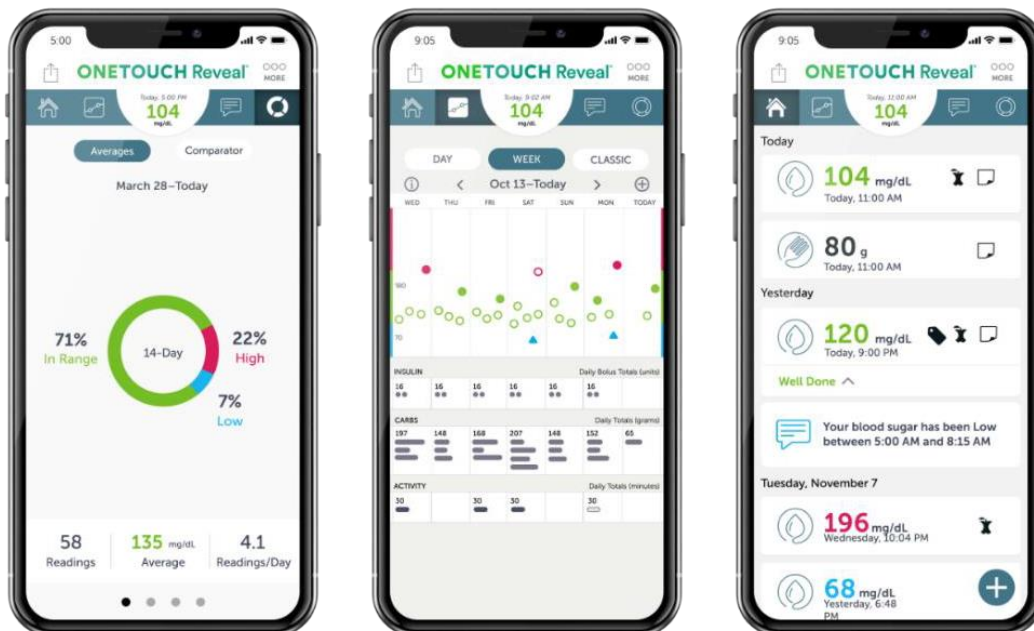 5:00
ONETOUCH Reveal®
MORE
Today, 5:00 PM
104
mg/dL
Averages Comparator
March 28–Today
71%
In Range
14-Day
22%
High
7%
Low
58
Readings
135 mg/dL
Average
4.1
Readings/Day
9:05
ONETOUCH Reveal®
MORE
Today, 9:02 AM
104
mg/dL
DAY WEEK CLASSIC
Oct 13–Today
WED THU FRI SAT SUN MON TODAY
180
70
INSULIN Daily Bolus Totals (units)
16 16 16 16 16 16
CARBS Daily Totals (grams)
197 148 168 207 148 152 65
ACTIVITY Daily Totals (minutes)
30 30 30 30
9:05
ONETOUCH Reveal®
MORE
Today, 11:00 AM
104
mg/dL
Today
104 mg/dL
Today, 11:00 AM
80 g
Today, 11:00 AM
Yesterday
120 mg/dL
Today, 9:00 PM
Well Done
Your blood sugar has been Low
between 5:00 AM and 8:15 AM
Tuesday, November 7
196 mg/dL
Wednesday, 10:04 PM
68 mg/dL
Yesterday, 6:48
PM